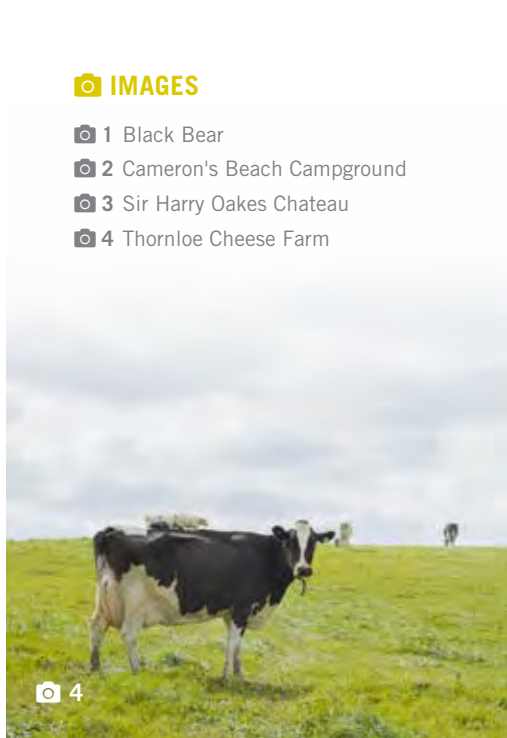 IMAGES
1 Black Bear
2 Cameron's Beach Campground
3 Sir Harry Oakes Chateau
4 Thornloe Cheese Farm
4